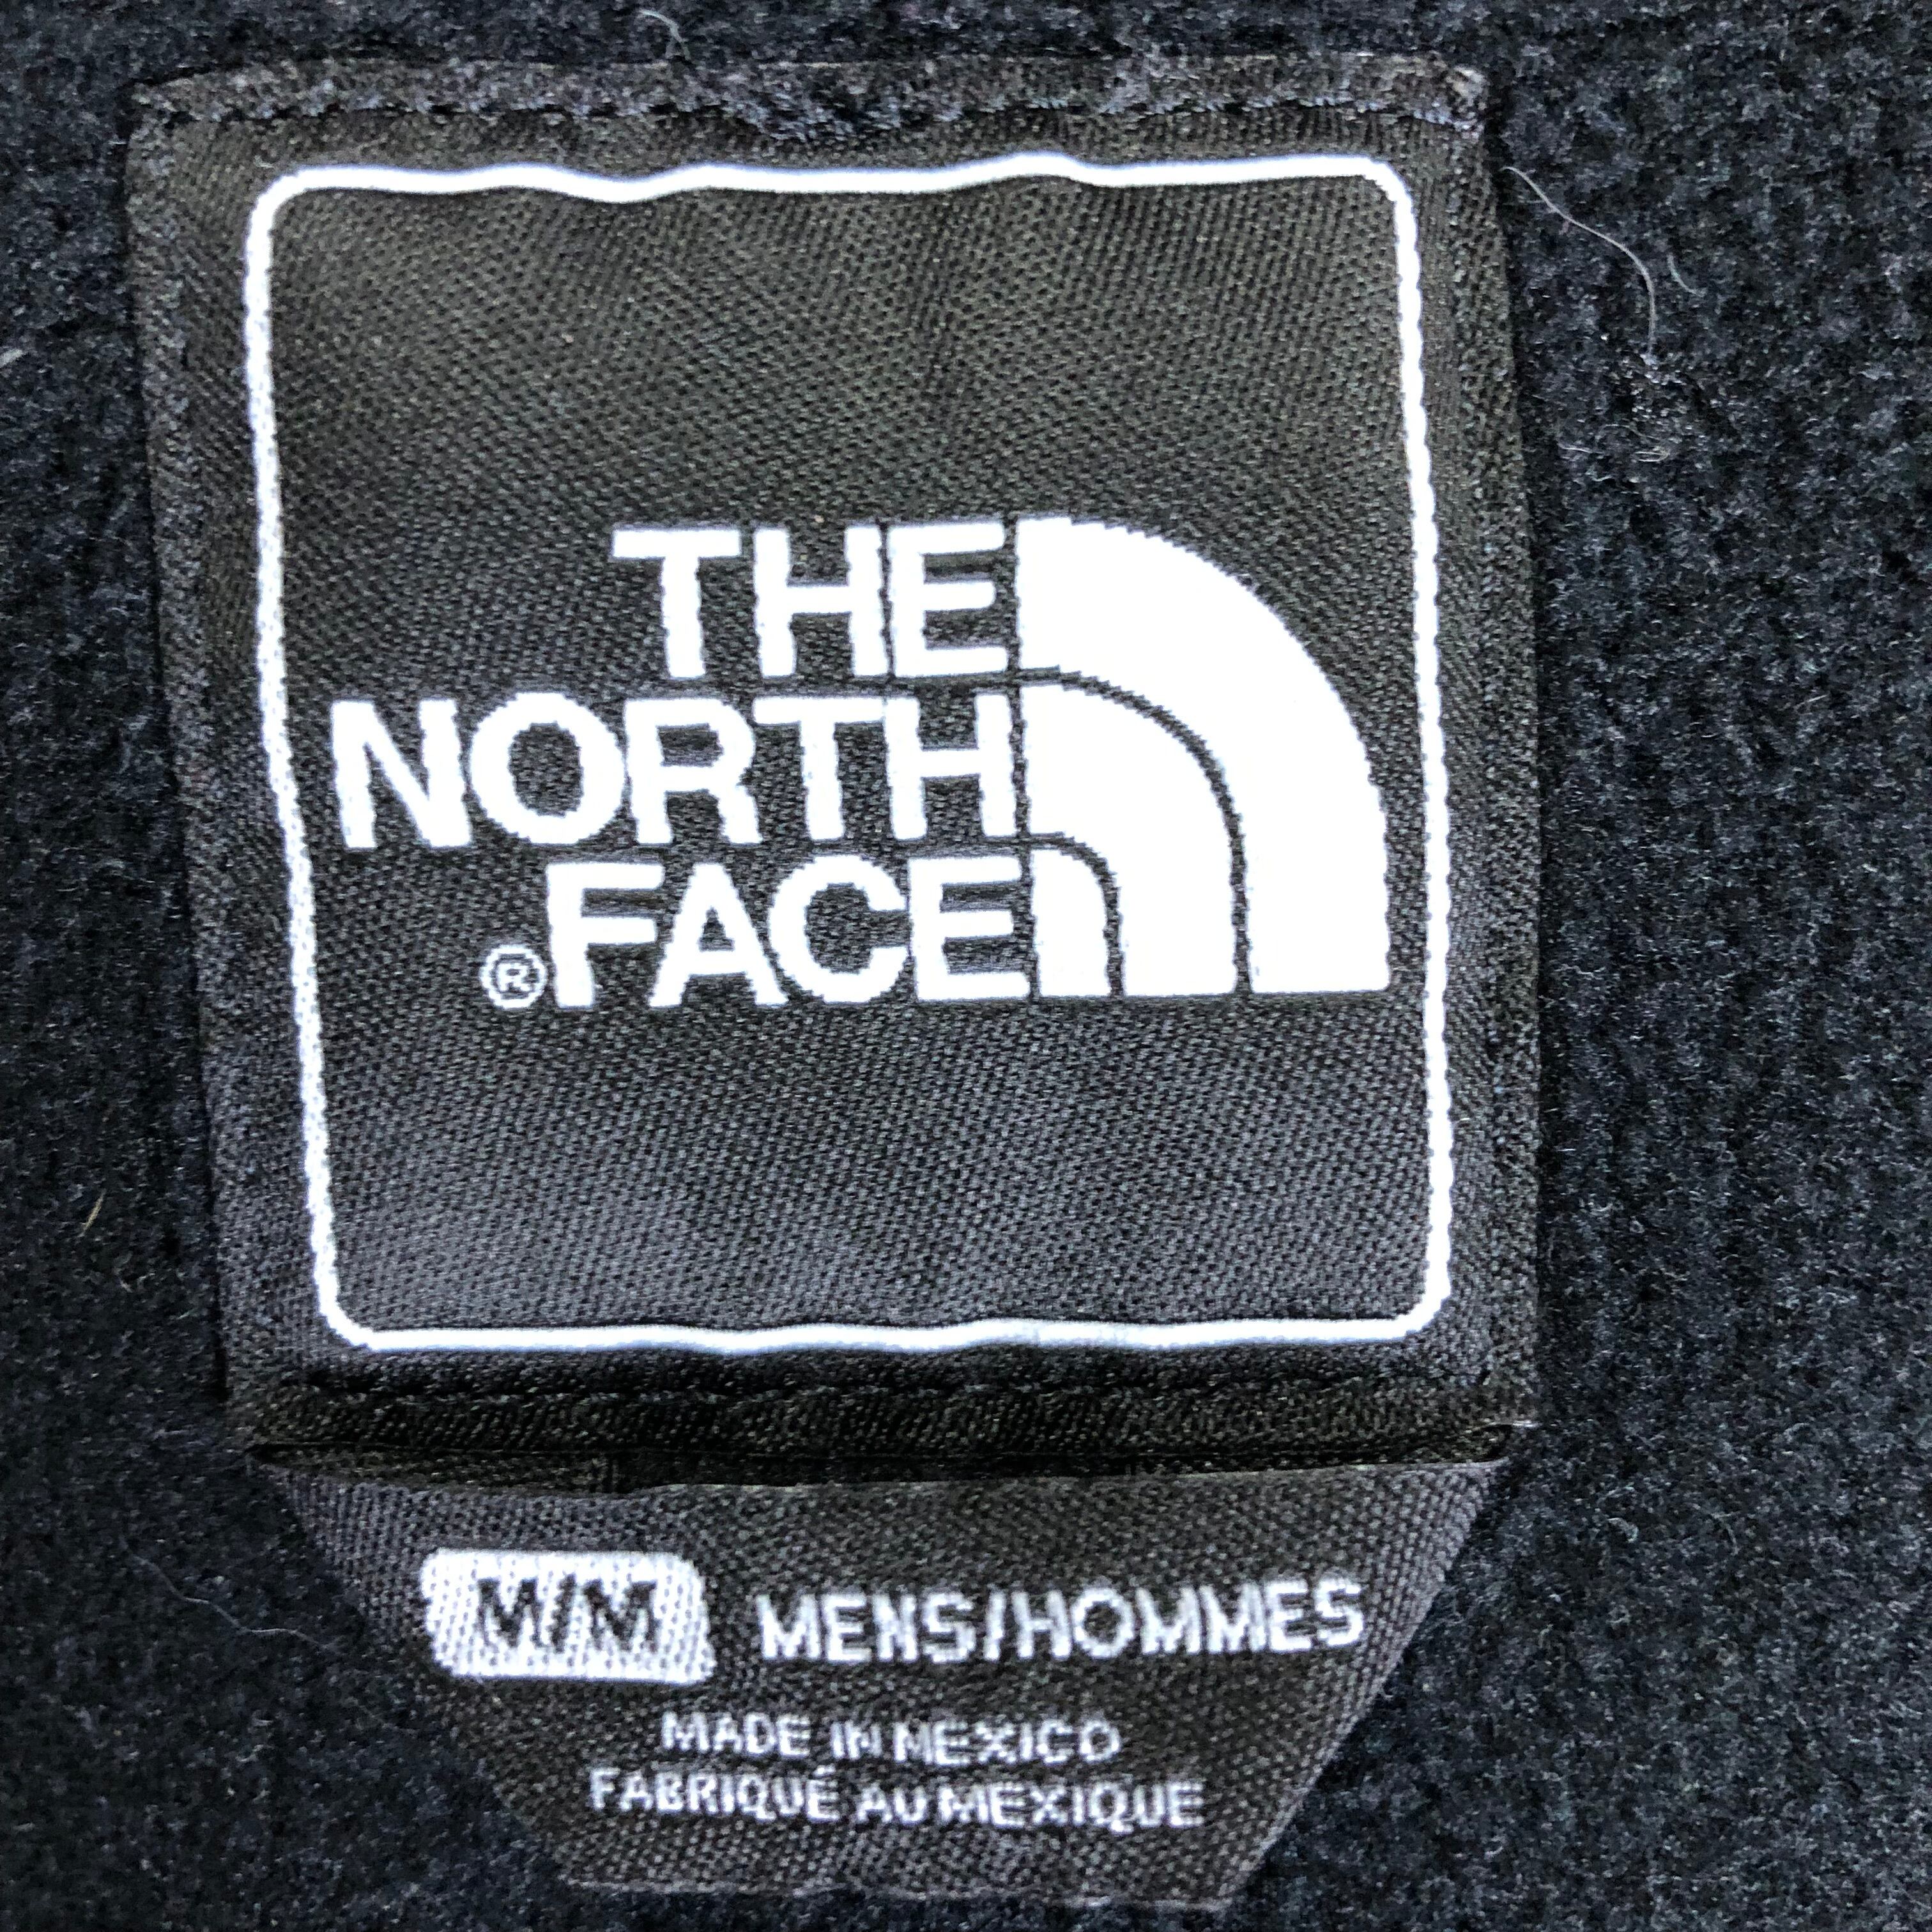 THE
NORTH
®FACE
M/M MENS/HOMMES
MADE IN MEXICO
FABRIQUÉ AU MEXIQUE